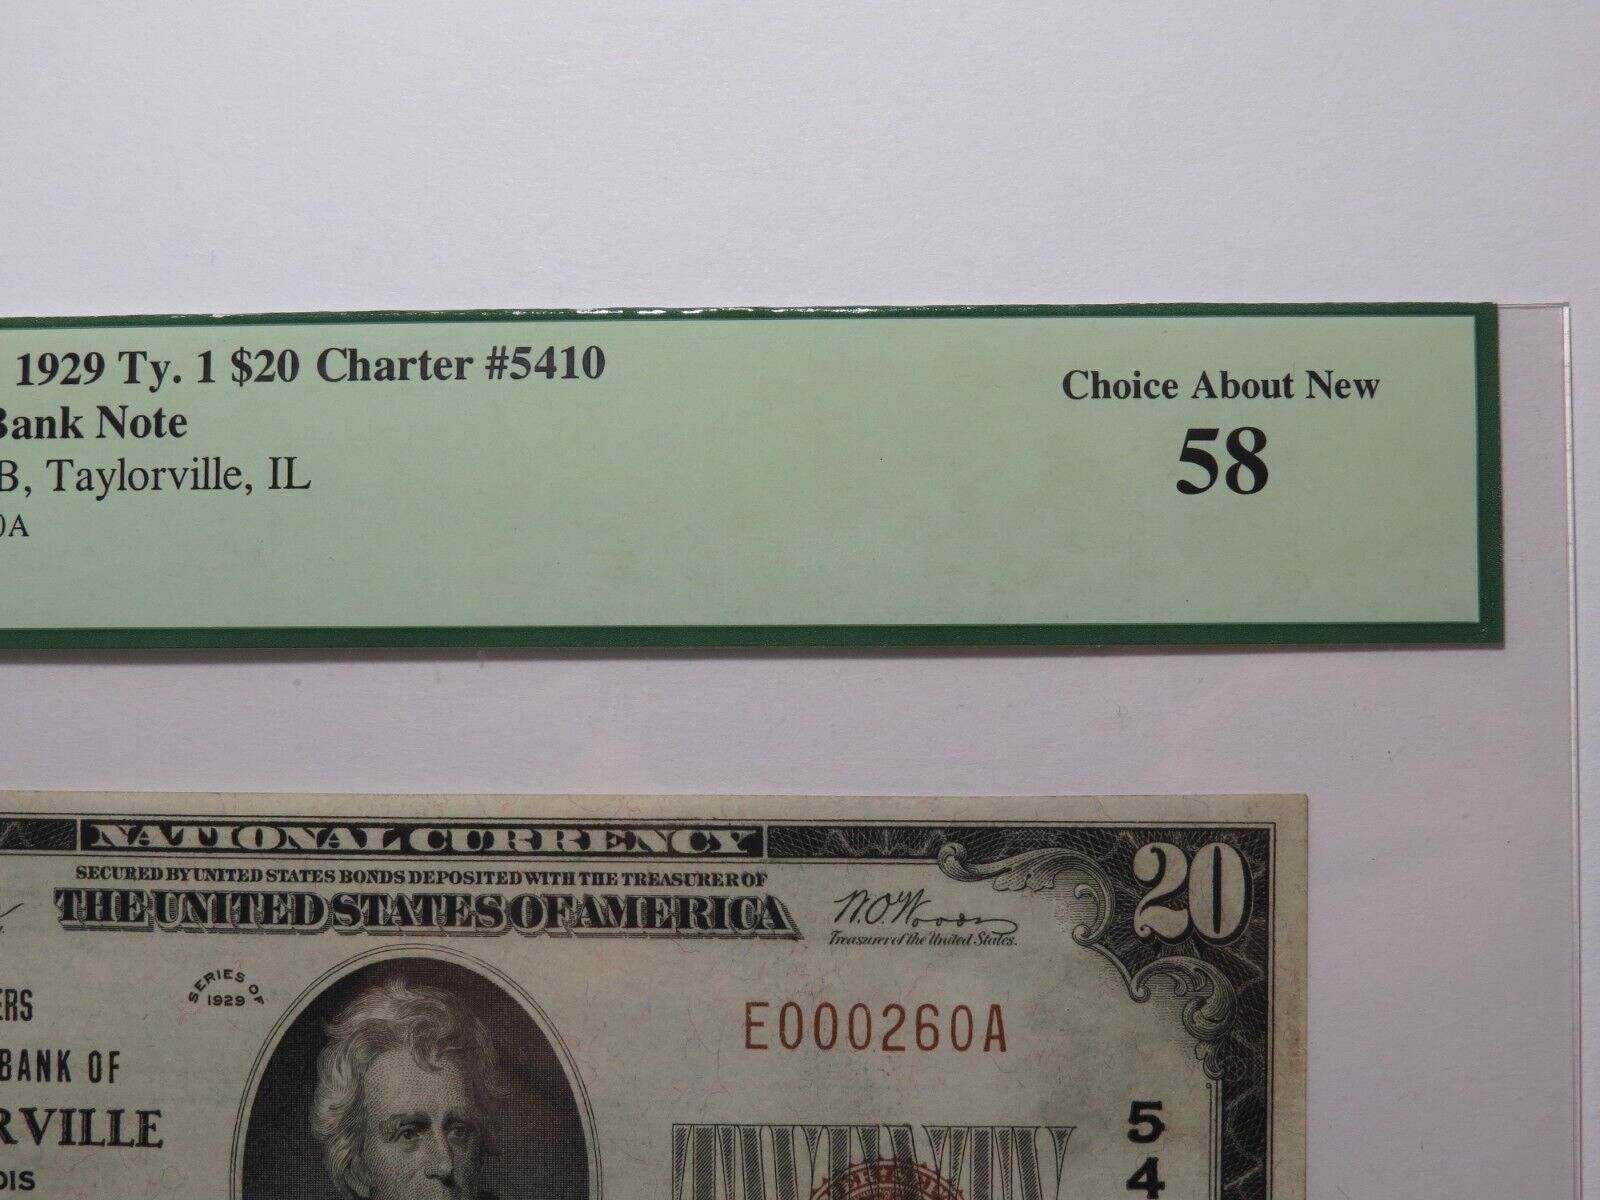 1929 Ty. 1 $20 Charter #5410
Bank Note
B, Taylorville, IL
0A
Choice About New
58
NATIONAL CURRENCY
SECURED BY UNITED STATES BONDS DEPOSITED WITH THE TREASURER OF
THE UNITED STATES OF AMERICA
W.O. Woods
Treasurer of the United States.
20
SERIES OF
1929
ERS
BANK OF
RVILLE
OIS
E000260A
5
4